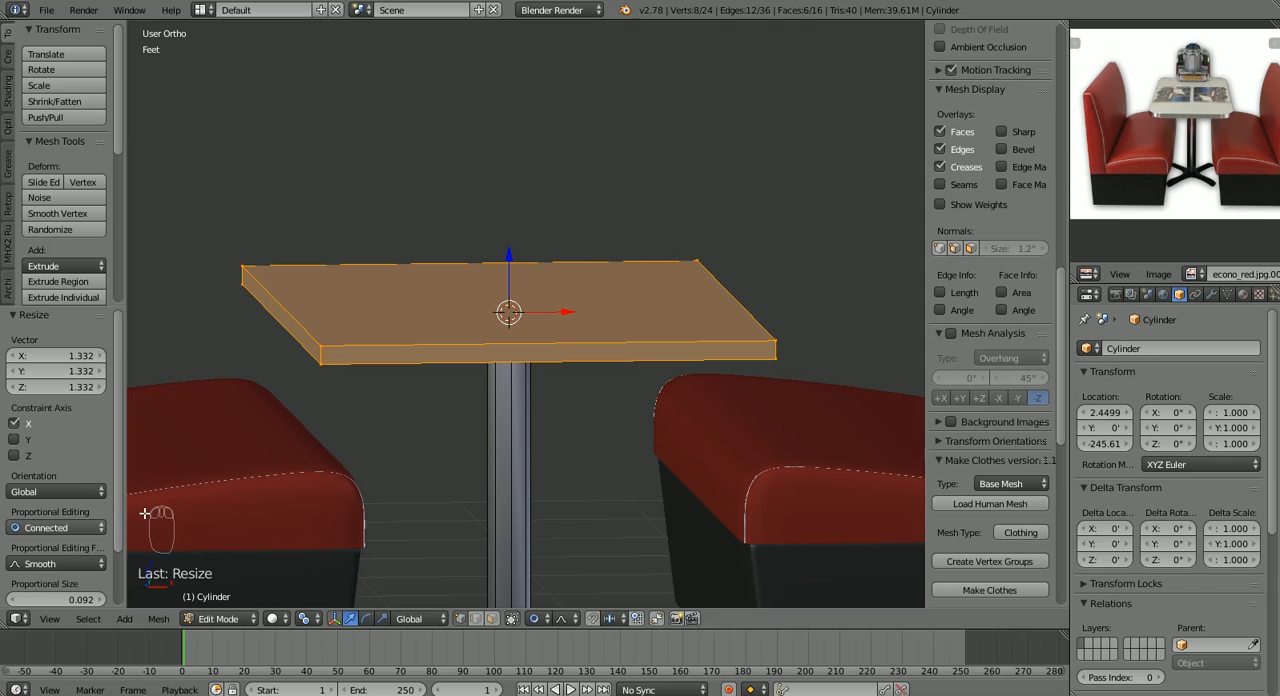 File Render Window Help Default Scene Blender Render v2.78 | Verts:8/24 | Edges:12/36 | Faces:6/16 | Tris:40 | Mem:39.61M | Cylinder
User Ortho
Feet
Transform
Translate
Rotate
Scale
Shrink/Fatten
Push/Pull
Mesh Tools
Deform:
Slide Ed Vertex
Noise
Smooth Vertex
Randomize
Add:
Extrude
Extrude Region
Extrude Individual
To
Cre
Shading
Opti
Grease
Retop
MHX2 Ru
Archi
Resize
Vector
X: 1.332
Y: 1.332
Z: 1.332
Constraint Axis
X
Y
Z
Orientation
Global
Proportional Editing
Connected
Proportional Editing F...
Smooth
Proportional Size
0.092
Last: Resize
(1) Cylinder
Depth Of Field
Ambient Occlusion
Motion Tracking
Mesh Display
Overlays:
Faces Sharp
Edges Bevel
Creases Edge Ma
Seams Face Ma
Show Weights
Normals:
Size: 1.2"
Edge Info: Face Info:
Length Area
Angle Angle
Mesh Analysis
Type: Overhang
0° 45°
+X +Y +Z -X -Y -Z
Background Images
Transform Orientations
Make Clothes version: 1.1
Type: Base Mesh
Load Human Mesh
Mesh Type: Clothing
Create Vertex Groups
Make Clothes
View Image econo_red.jpg.00
Cylinder
Cylinder
Transform
Location: Rotation: Scale:
2.4499 X: 0° : 1.000
Y: 0' Y: 0° Y:1.000
-245.61 Z: 0° : 1.000
Rotation M... XYZ Euler
Delta Transform
Delta Loca... Delta Rota... Delta Scale:
X: 0' X: 0° : 1.000
Y: 0' Y: 0° Y:1.000
Z: 0' Z: 0° : 1.000
Transform Locks
Relations
Layers: Parent:
Object
Pass Index: 0
View Select Add Mesh Edit Mode Global
-50 -40 -30 -20 -10 0 10 20 30 40 50 60 70 80 90 100 110 120 130 140 150 160 170 180 190 200 210 220 230 240 250 260 270 280
View Marker Frame Playback Start: 1 End: 250 1 No Sync